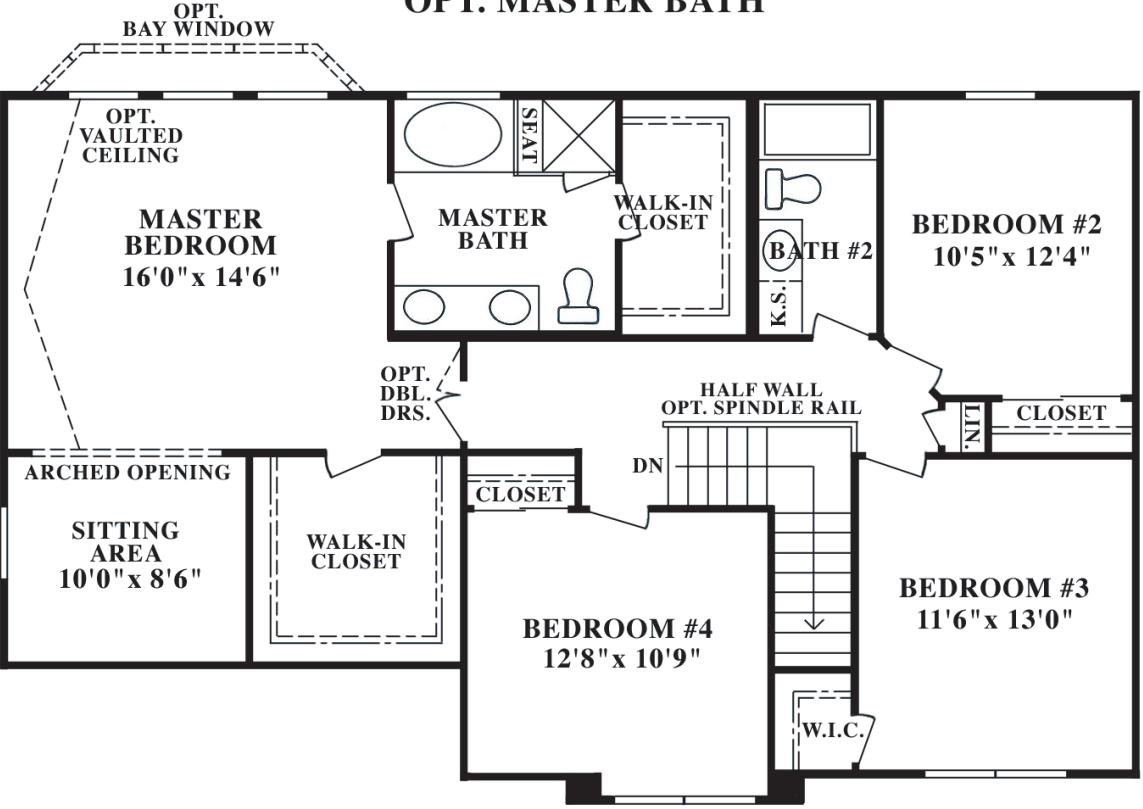 OPT. MASTER BATH
OPT.
BAY WINDOW
OPT.
VAULTED
CEILING
MASTER
BEDROOM
16'0"x 14'6"
SEAT
MASTER
BATH
WALK-IN
CLOSET
BATH #2
K.S.
BEDROOM #2
10'5"x 12'4"
OPT.
DBL.
DRS.
HALF WALL
OPT. SPINDLE RAIL
LIN.
CLOSET
DN
ARCHED OPENING
SITTING
AREA
10'0"x 8'6"
WALK-IN
CLOSET
CLOSET
BEDROOM #4
12'8"x 10'9"
BEDROOM #3
11'6"x 13'0"
W.I.C.